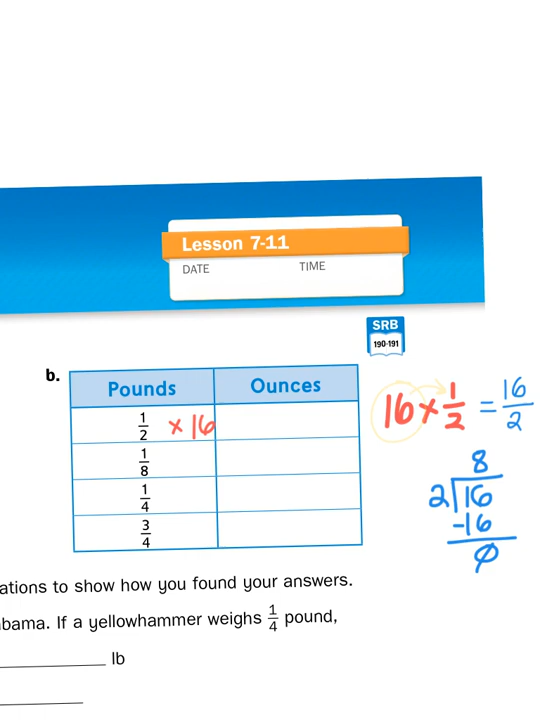 Lesson 7-11
DATE TIME
SRB
190-191
b.
Pounds Ounces
1/2 × 16
1/8
1/4
3/4
16 × 1/2 = 16/2
8
2)16
-16
0
ations to show how you found your answers.
bama. If a yellowhammer weighs 1/4 pound,
lb